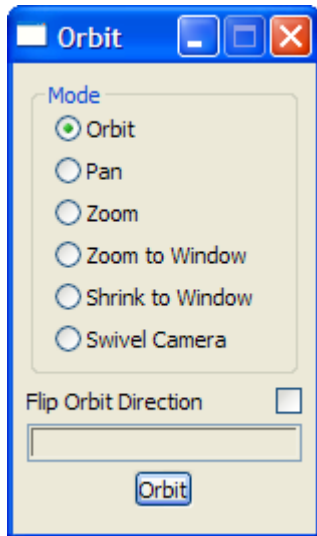 Orbit
Mode
Orbit
Pan
Zoom
Zoom to Window
Shrink to Window
Swivel Camera
Flip Orbit Direction
Orbit